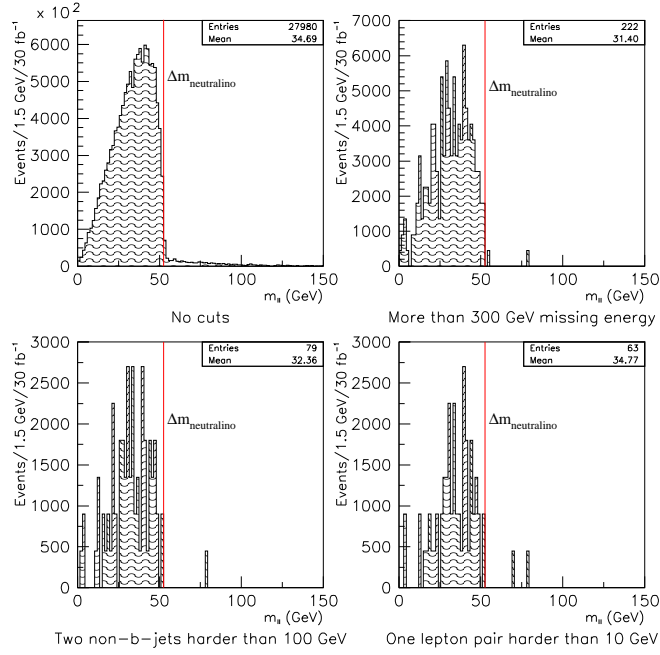 × 10²
Events/1.5 GeV/30 fb⁻¹
6000
5000
4000
3000
2000
1000
0
Entries 27980
Mean 34.69
Δm_neutralino
0 50 100 150
m_ll (GeV)
No cuts
Events/1.5 GeV/30 fb⁻¹
7000
6000
5000
4000
3000
2000
1000
0
Entries 222
Mean 31.40
Δm_neutralino
0 50 100 150
m_ll (GeV)
More than 300 GeV missing energy
Events/1.5 GeV/30 fb⁻¹
3000
2500
2000
1500
1000
500
0
Entries 79
Mean 32.36
Δm_neutralino
0 50 100 150
m_ll (GeV)
Two non-b-jets harder than 100 GeV
Events/1.5 GeV/30 fb⁻¹
3000
2500
2000
1500
1000
500
0
Entries 63
Mean 34.77
Δm_neutralino
0 50 100 150
m_ll (GeV)
One lepton pair harder than 10 GeV